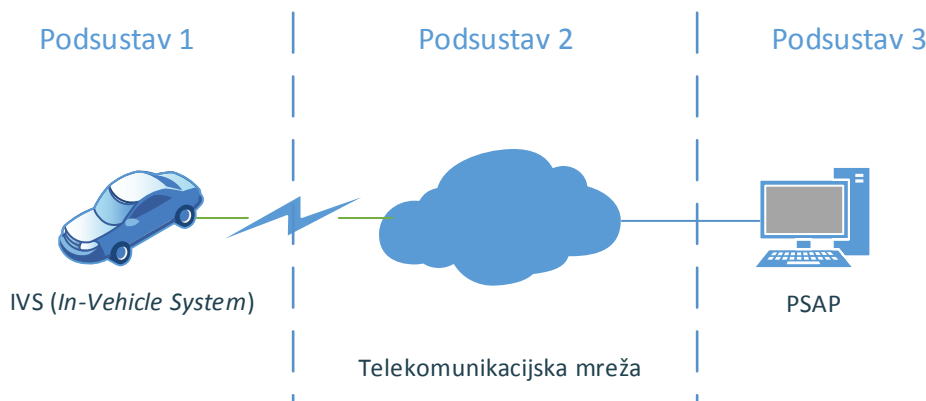 Podsustav 1
Podsustav 2
Podsustav 3
IVS (In-Vehicle System)
PSAP
Telekomunikacijska mreža